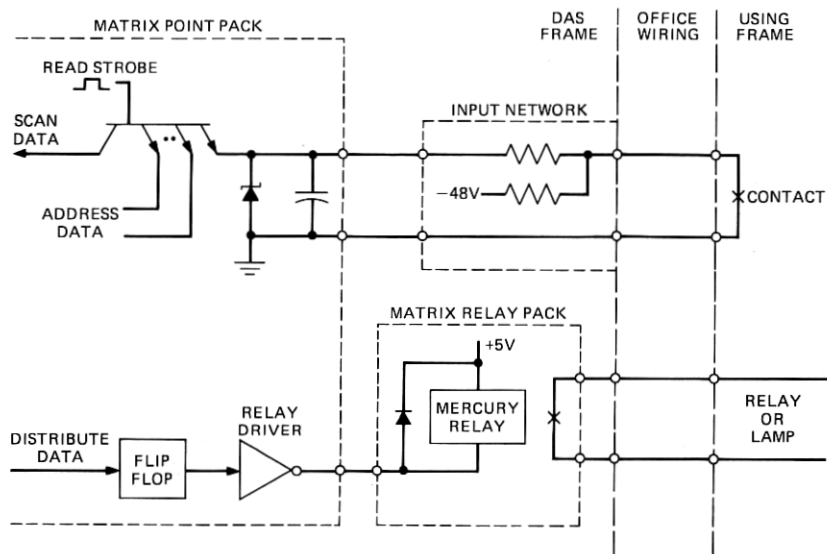 MATRIX POINT PACK
DAS
FRAME
OFFICE
WIRING
USING
FRAME
READ STROBE
SCAN
DATA
INPUT NETWORK
−48V
CONTACT
ADDRESS
DATA
MATRIX RELAY PACK
+5V
MERCURY
RELAY
RELAY
DRIVER
RELAY
OR
LAMP
DISTRIBUTE
DATA
FLIP
FLOP